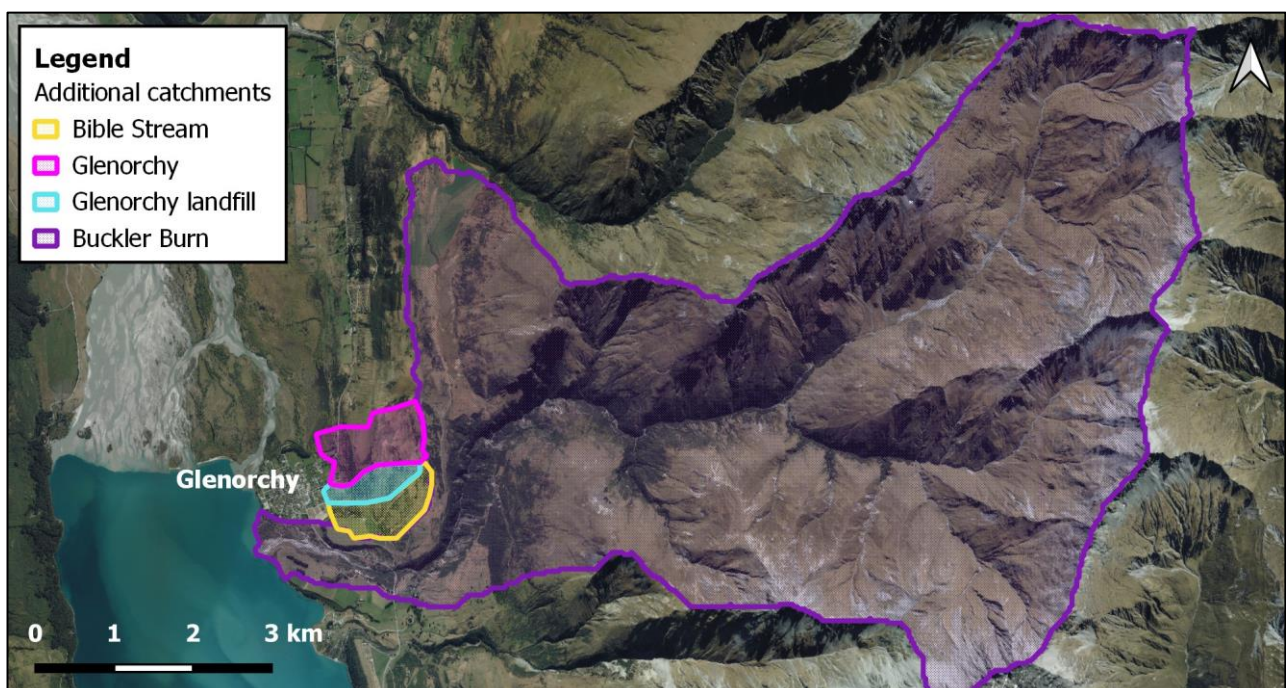 Legend
Additional catchments
Bible Stream
Glenorchy
Glenorchy landfill
Buckler Burn
Glenorchy
0 1 2 3 km